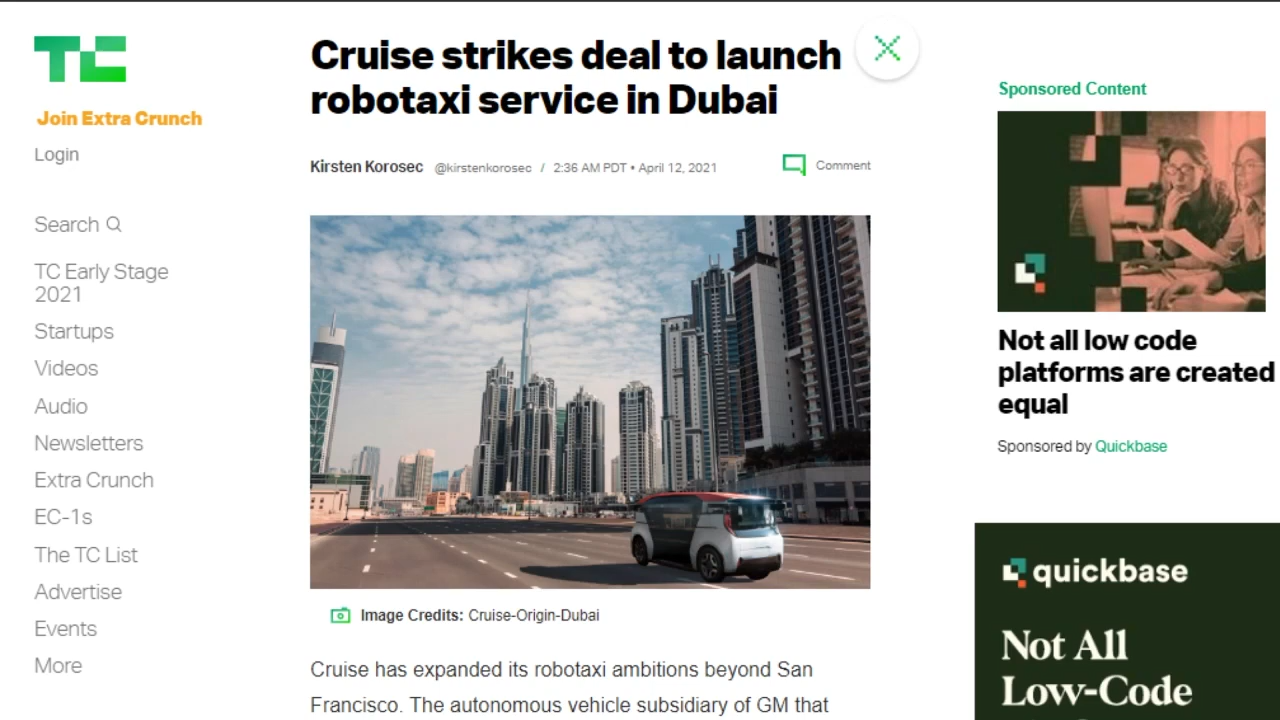 TC
Join Extra Crunch
Login
Search
TC Early Stage
2021
Startups
Videos
Audio
Newsletters
Extra Crunch
EC-1s
The TC List
Advertise
Events
More
Cruise strikes deal to launch
robotaxi service in Dubai
Kirsten Korosec @kirstenkorosec / 2:36 AM PDT • April 12, 2021
Comment
Image Credits: Cruise-Origin-Dubai
Cruise has expanded its robotaxi ambitions beyond San
Francisco. The autonomous vehicle subsidiary of GM that
Sponsored Content
Not all low code
platforms are created
equal
Sponsored by Quickbase
quickbase
Not All
Low-Code